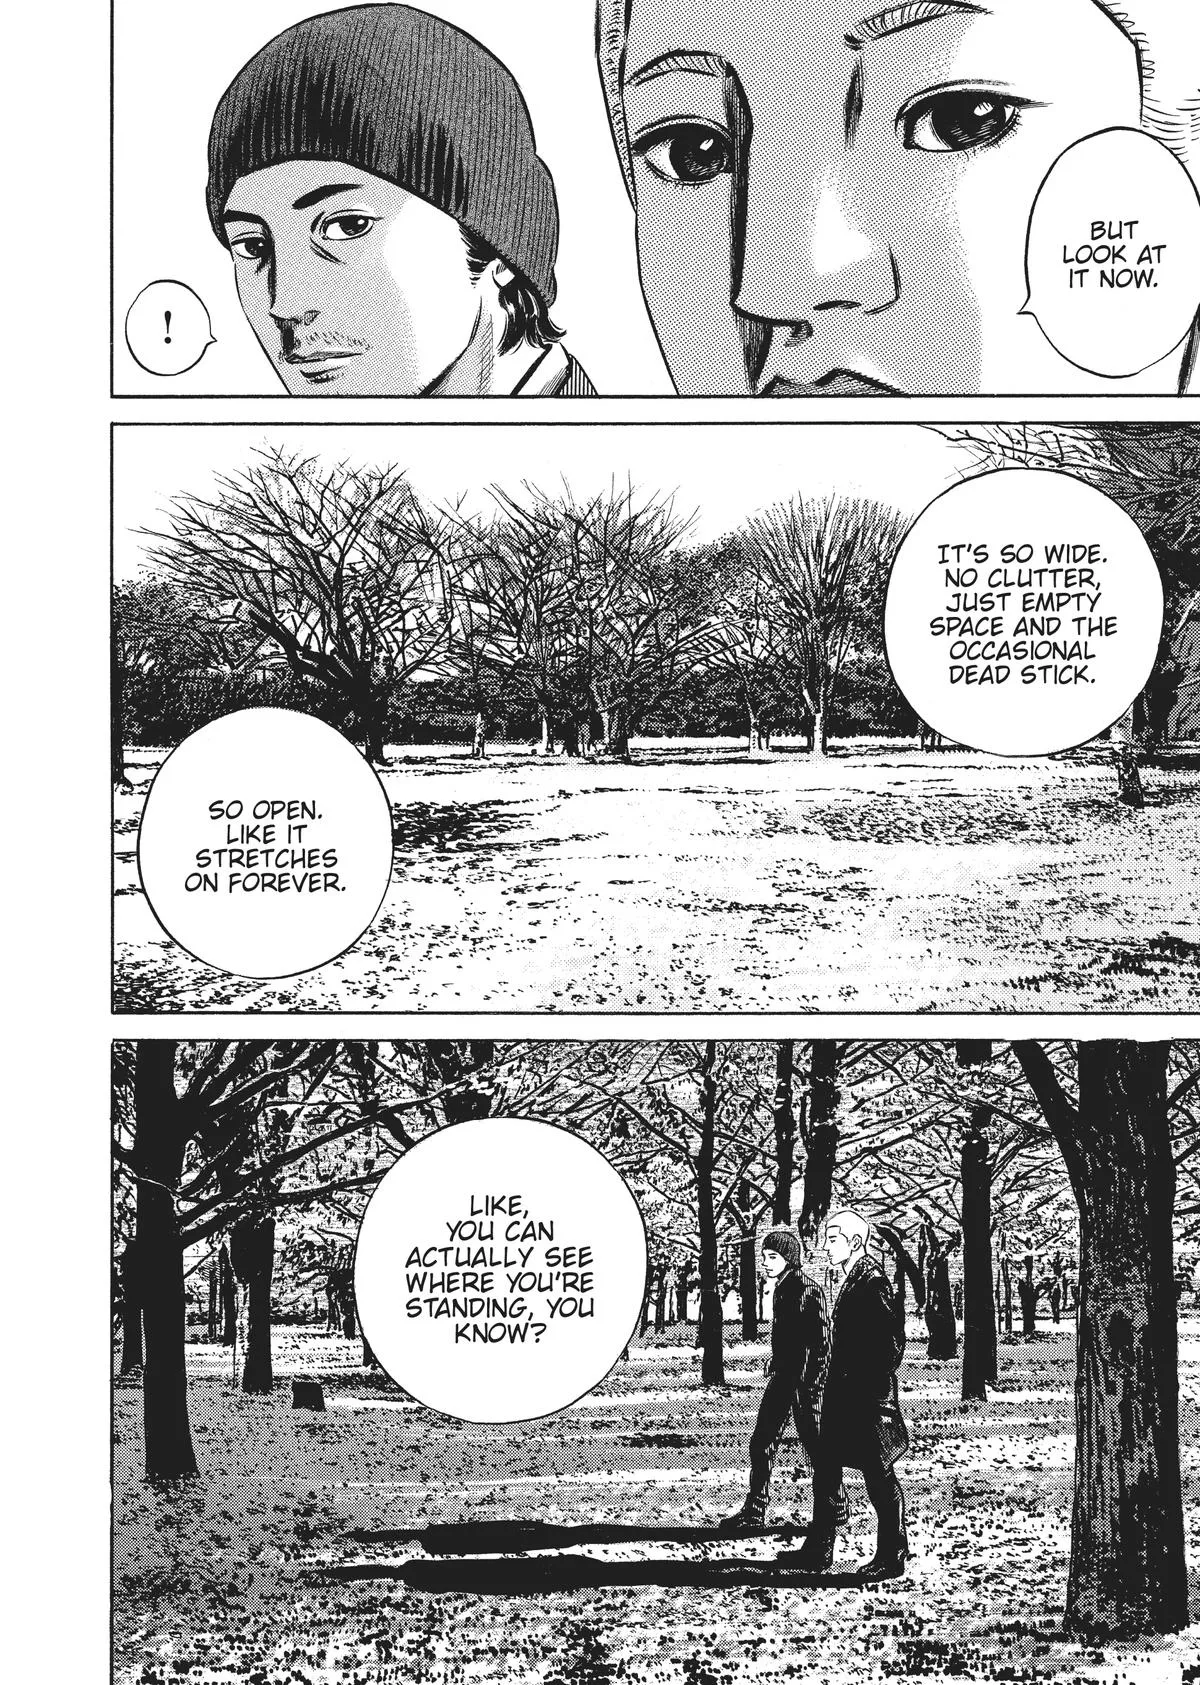 BUT
LOOK AT
IT NOW.
!
IT'S SO WIDE.
NO CLUTTER,
JUST EMPTY
SPACE AND THE
OCCASIONAL
DEAD STICK.
SO OPEN.
LIKE IT
STRETCHES
ON FOREVER.
LIKE,
YOU CAN
ACTUALLY SEE
WHERE YOU'RE
STANDING, YOU
KNOW?